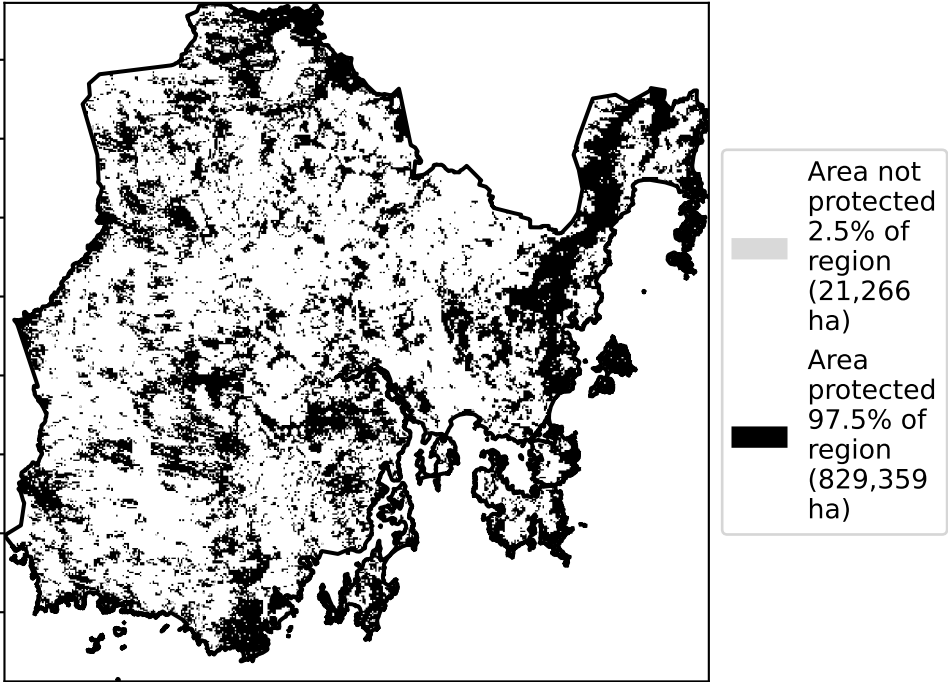 Area not
protected
2.5% of
region
(21,266
ha)
Area
protected
97.5% of
region
(829,359
ha)